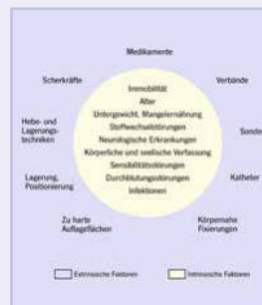 Medikamente
Scherkräfte
Verbände
Immobilität
Alter
Untergewicht, Mangelernährung
Stoffwechselstörungen
Hebe- und
Lagerungs-
techniken
Neurologische Erkrankungen
Sonden
Körperliche und seelische Verfassung
Sensibilitätsstörungen
Lagerung,
Positionierung
Durchblutungsstörungen
Katheter
Infektionen
Zu harte
Auflageflächen
Körpernahe
Fixierungen
Extrinsische Faktoren
Intrinsische Faktoren